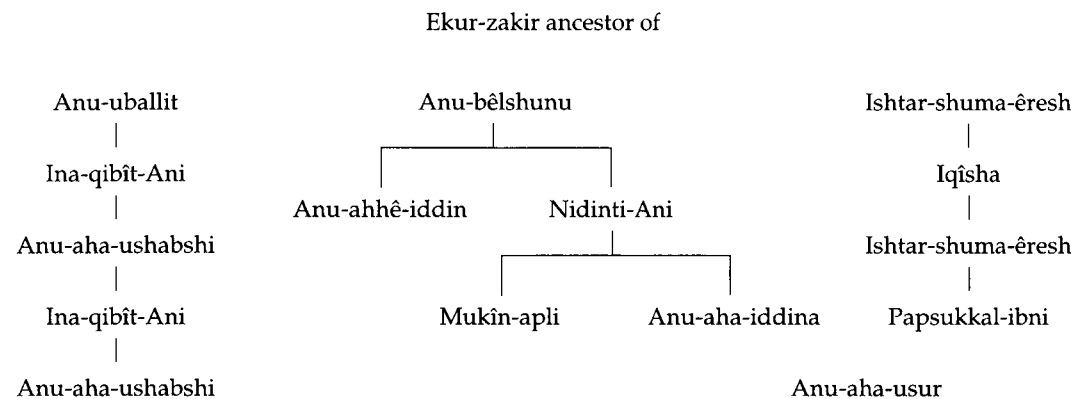 Ekur-zakir ancestor of
Anu-uballit Anu-bêlshunu Ishtar-shuma-êresh
Ina-qibît-Ani Iqîsha
Anu-ahhê-iddin Nidinti-Ani
Anu-aha-ushabshi Ishtar-shuma-êresh
Ina-qibît-Ani Mukîn-apli Anu-aha-iddina Papsukkal-ibni
Anu-aha-ushabshi Anu-aha-usur